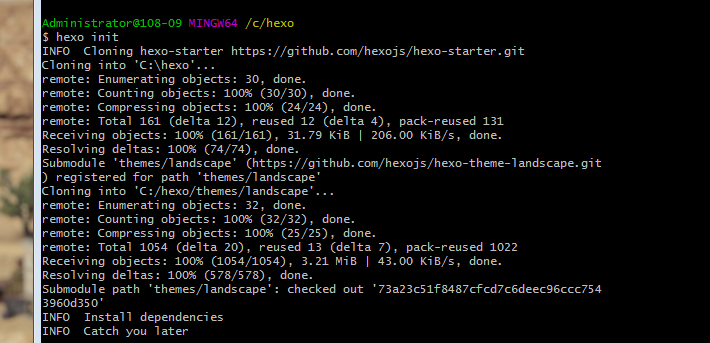 Administrator@108-09 MINGW64 /c/hexo
$ hexo init
INFO  Cloning hexo-starter https://github.com/hexojs/hexo-starter.git
Cloning into 'C:\hexo'...
remote: Enumerating objects: 30, done.
remote: Counting objects: 100% (30/30), done.
remote: Compressing objects: 100% (24/24), done.
remote: Total 161 (delta 12), reused 12 (delta 4), pack-reused 131
Receiving objects: 100% (161/161), 31.79 KiB | 206.00 KiB/s, done.
Resolving deltas: 100% (74/74), done.
Submodule 'themes/landscape' (https://github.com/hexojs/hexo-theme-landscape.git
) registered for path 'themes/landscape'
Cloning into 'C:/hexo/themes/landscape'...
remote: Enumerating objects: 32, done.
remote: Counting objects: 100% (32/32), done.
remote: Compressing objects: 100% (25/25), done.
remote: Total 1054 (delta 20), reused 13 (delta 7), pack-reused 1022
Receiving objects: 100% (1054/1054), 3.21 MiB | 43.00 KiB/s, done.
Resolving deltas: 100% (578/578), done.
Submodule path 'themes/landscape': checked out '73a23c51f8487cfcd7c6deec96ccc754
3960d350'
INFO  Install dependencies
INFO  Catch you later